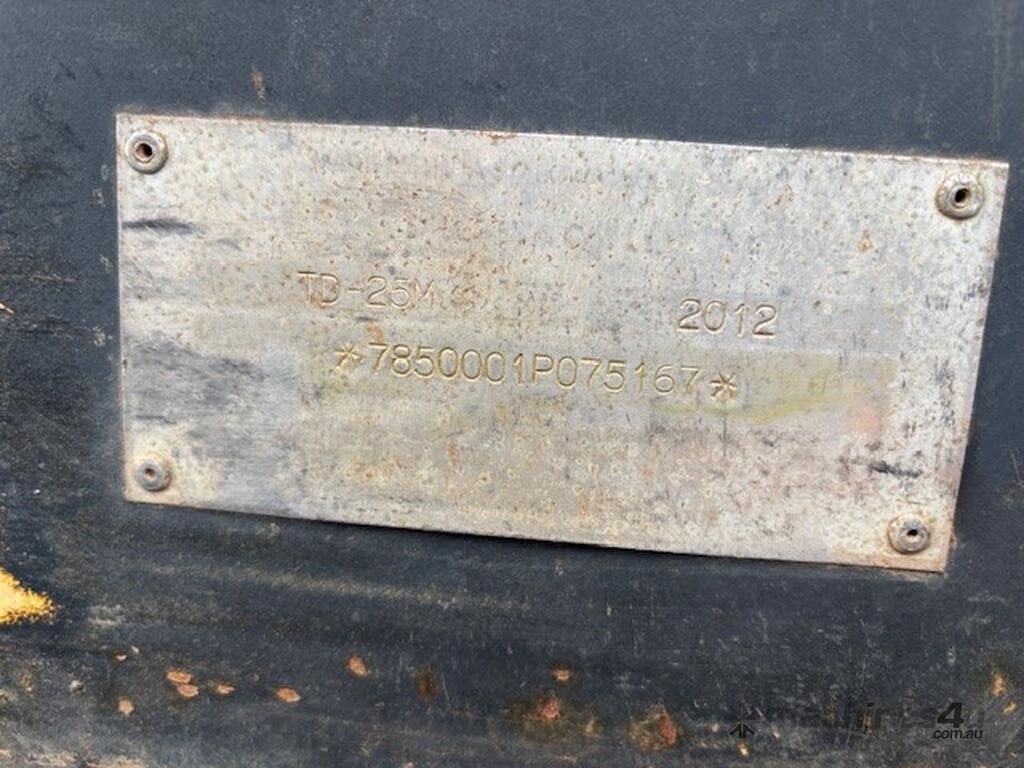 TD-25M 2012
*7850001P075167*
machines4u
.com.au